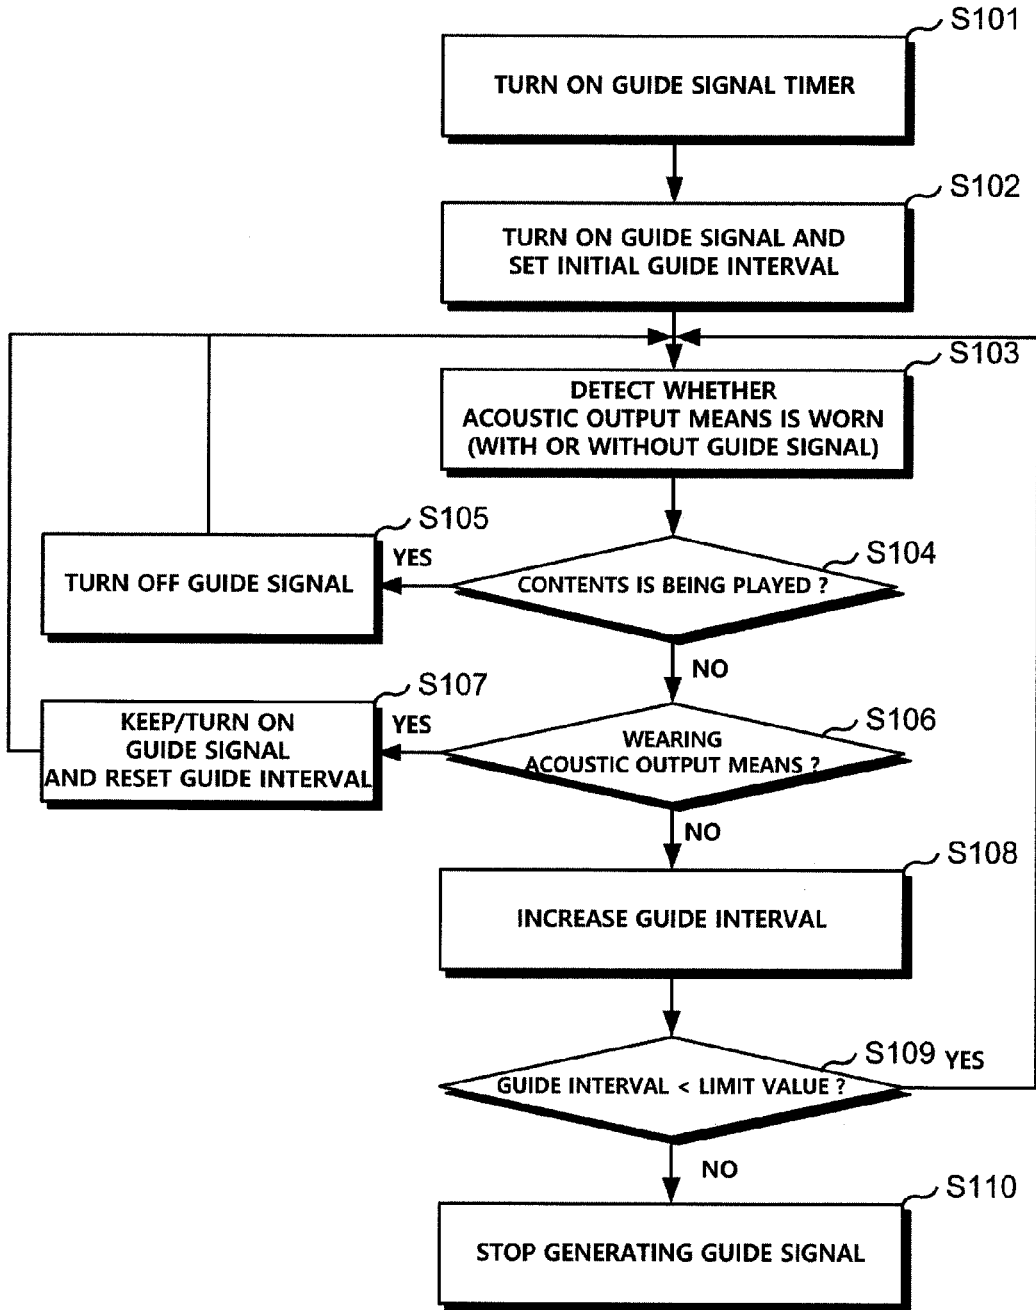 S101
TURN ON GUIDE SIGNAL TIMER
S102
TURN ON GUIDE SIGNAL AND
SET INITIAL GUIDE INTERVAL
S103
DETECT WHETHER
ACOUSTIC OUTPUT MEANS IS WORN
(WITH OR WITHOUT GUIDE SIGNAL)
S105
YES
TURN OFF GUIDE SIGNAL
S104
CONTENTS IS BEING PLAYED ?
NO
S107
YES
KEEP/TURN ON
GUIDE SIGNAL
AND RESET GUIDE INTERVAL
S106
WEARING
ACOUSTIC OUTPUT MEANS ?
NO
S108
INCREASE GUIDE INTERVAL
S109
YES
GUIDE INTERVAL < LIMIT VALUE ?
NO
S110
STOP GENERATING GUIDE SIGNAL